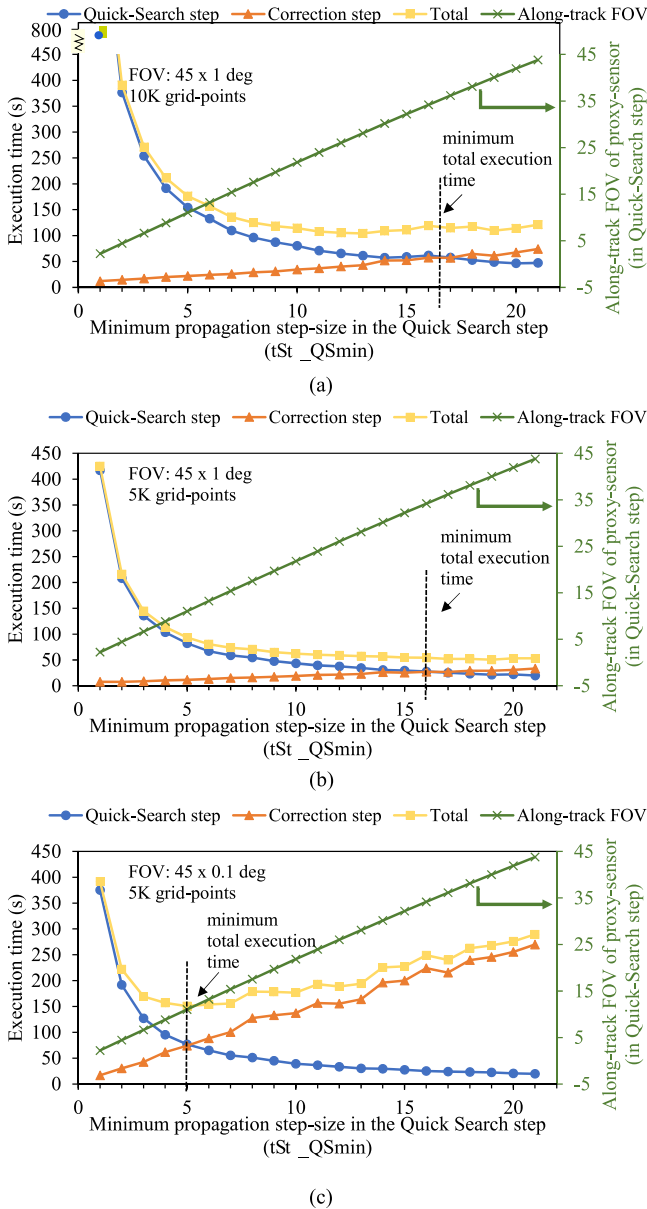 Quick-Search step Correction step Total Along-track FOV
800
450
400
350
300
250
200
150
100
50
0
Execution time (s)
FOV: 45 x 1 deg
10K grid-points
minimum
total execution
time
45
35
25
15
5
-5
Along-track FOV of proxy-sensor
(in Quick-Search step)
0 5 10 15 20
Minimum propagation step-size in the Quick Search step
(tSt _QSmin)
(a)
Quick-Search step Correction step Total Along-track FOV
450
400
350
300
250
200
150
100
50
0
Execution time (s)
FOV: 45 x 1 deg
5K grid-points
minimum
total execution
time
45
35
25
15
5
-5
Along-track FOV of proxy-sensor
(in Quick-Search step)
0 5 10 15 20
Minimum propagation step-size in the Quick Search step
(tSt _QSmin)
(b)
Quick-Search step Correction step Total Along-track FOV
450
400
350
300
250
200
150
100
50
0
Execution time (s)
FOV: 45 x 0.1 deg
5K grid-points
minimum
total execution
time
45
35
25
15
5
-5
Along-track FOV of proxy-sensor
(in Quick-Search step)
0 5 10 15 20
Minimum propagation step-size in the Quick Search step
(tSt _QSmin)
(c)